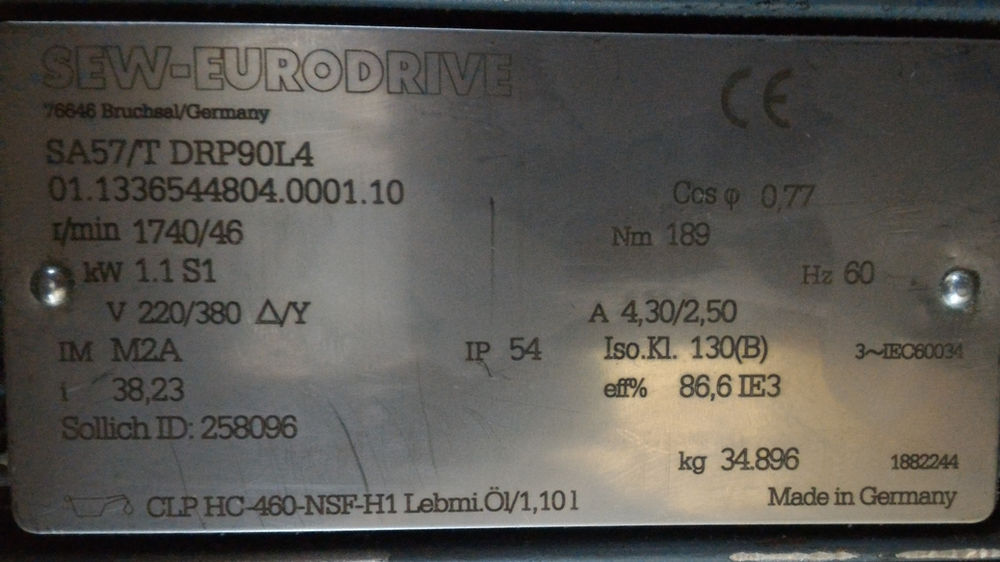 SEW-EURODRIVE
CE
76646 Bruchsal/Germany
SA57/T DRP90L4
01.1336544804.0001.10
Cos φ 0,77
r/min 1740/46
Nm 189
kW 1.1 S1
Hz 60
V 220/380 Δ/Y
A 4,30/2,50
IM M2A
IP 54
Iso.Kl. 130(B)
3~IEC60034
i 38,23
eff% 86,6 IE3
Sollich ID: 258096
kg 34.896
1882244
CLP HC-460-NSF-H1 Lebmi.Öl/1,10 l
Made in Germany